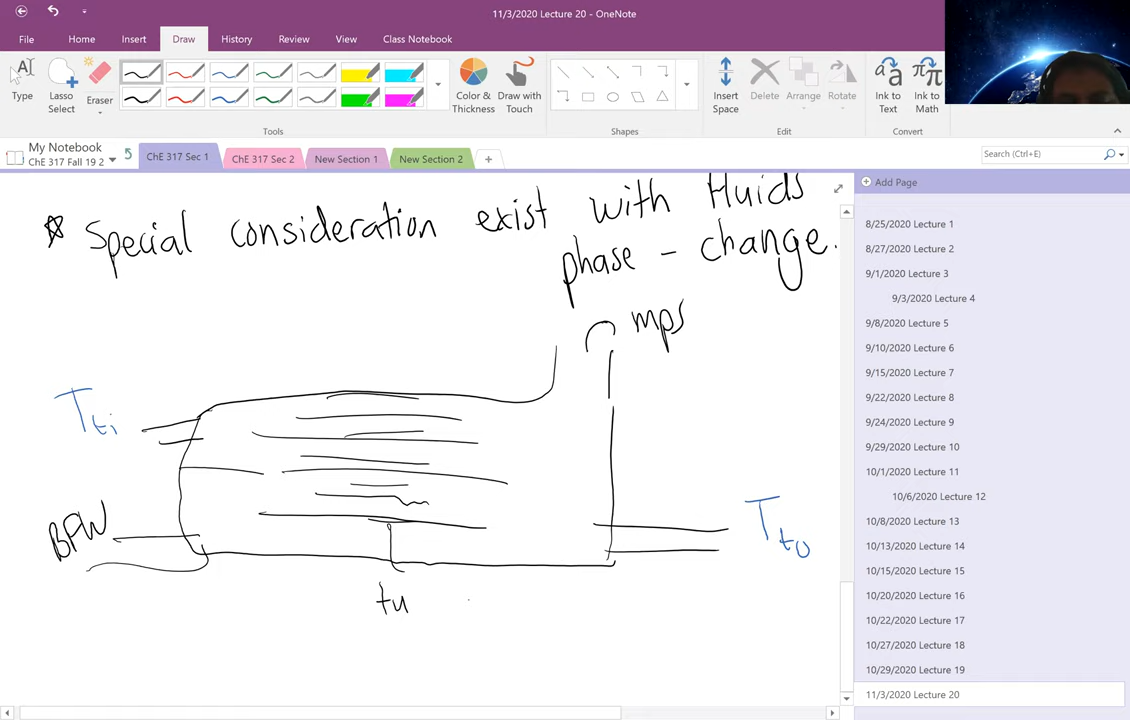 11/3/2020 Lecture 20 - OneNote
File Home Insert Draw History Review View Class Notebook
Type
Lasso Select
Eraser
Color & Thickness
Draw with Touch
Insert Space
Delete
Arrange
Rotate
Ink to Text
Ink to Math
Tools
Shapes
Edit
Convert
My Notebook
ChE 317 Fall 19 2
ChE 317 Sec 1
ChE 317 Sec 2
New Section 1
New Section 2
+
Search (Ctrl+E)
Special consideration exist with fluids
phase - change.
mps
Tti
BFW
Tto
tu
Add Page
8/25/2020 Lecture 1
8/27/2020 Lecture 2
9/1/2020 Lecture 3
9/3/2020 Lecture 4
9/8/2020 Lecture 5
9/10/2020 Lecture 6
9/15/2020 Lecture 7
9/22/2020 Lecture 8
9/24/2020 Lecture 9
9/29/2020 Lecture 10
10/1/2020 Lecture 11
10/6/2020 Lecture 12
10/8/2020 Lecture 13
10/13/2020 Lecture 14
10/15/2020 Lecture 15
10/20/2020 Lecture 16
10/22/2020 Lecture 17
10/27/2020 Lecture 18
10/29/2020 Lecture 19
11/3/2020 Lecture 20